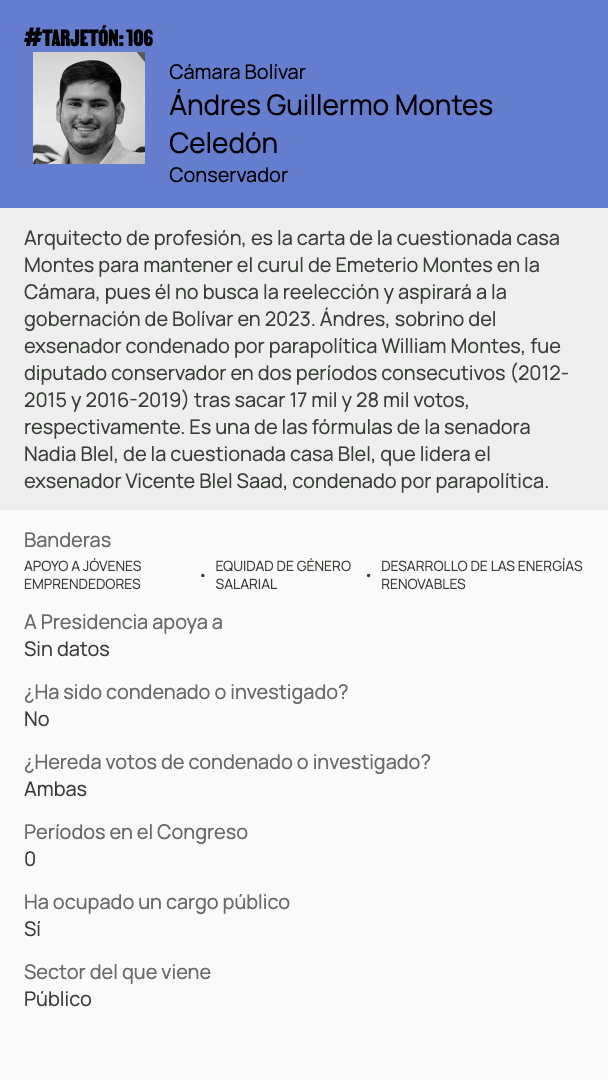 #TARJETÓN: 106
Cámara Bolívar
Ándres Guillermo Montes
Celedón
Conservador
Arquitecto de profesión, es la carta de la cuestionada casa
Montes para mantener el curul de Emeterio Montes en la
Cámara, pues él no busca la reelección y aspirará a la
gobernación de Bolívar en 2023. Ándres, sobrino del
exsenador condenado por parapolítica William Montes, fue
diputado conservador en dos períodos consecutivos (2012-
2015 y 2016-2019) tras sacar 17 mil y 28 mil votos,
respectivamente. Es una de las fórmulas de la senadora
Nadia Blel, de la cuestionada casa Blel, que lidera el
exsenador Vicente Blel Saad, condenado por parapolítica.
Banderas
APOYO A JÓVENES
EMPRENDEDORES
• EQUIDAD DE GÉNERO
SALARIAL
• DESARROLLO DE LAS ENERGÍAS
RENOVABLES
A Presidencia apoya a
Sin datos
¿Ha sido condenado o investigado?
No
¿Hereda votos de condenado o investigado?
Ambas
Períodos en el Congreso
0
Ha ocupado un cargo público
Sí
Sector del que viene
Público